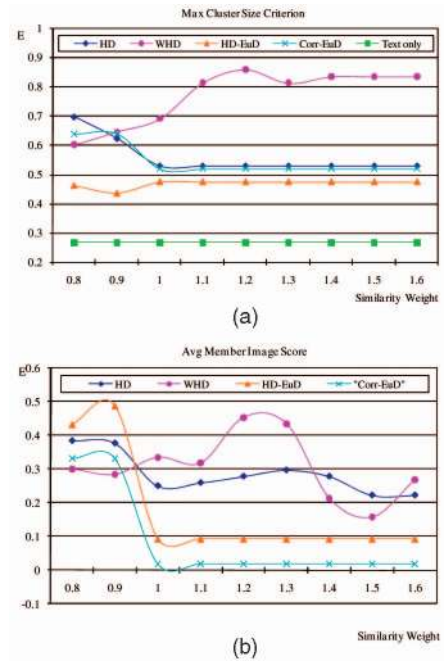 Max Cluster Size Criterion
E
1
HD WHD HD-EuD Corr-EuD Text only
0.9
0.8
0.7
0.6
0.5
0.4
0.3
0.2
0.8 0.9 1 1.1 1.2 1.3 1.4 1.5 1.6
Similarity Weight
(a)
Avg Member Image Score
E
0.6
HD WHD HD-EuD "Corr-EuD"
0.5
0.4
0.3
0.2
0.1
0
0.8 0.9 1 1.1 1.2 1.3 1.4 1.5 1.6
-0.1
Similarity Weight
(b)